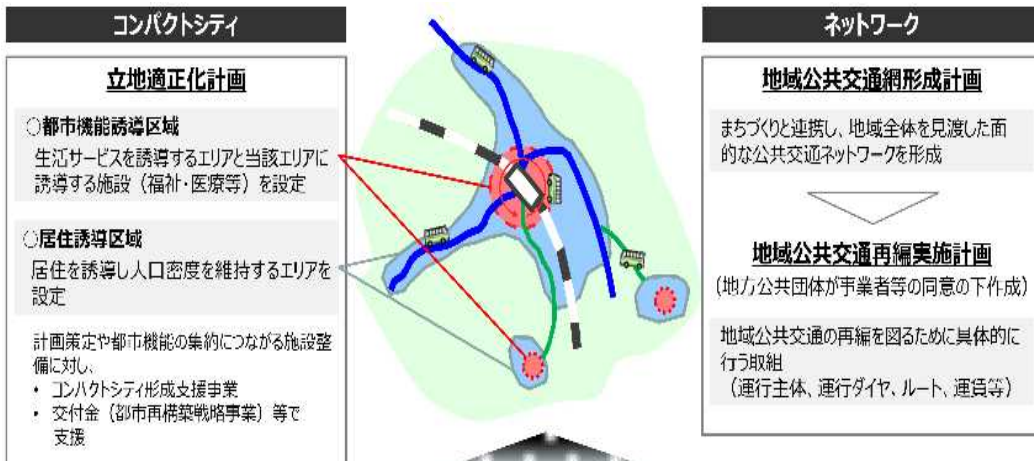 コンパクトシティ
立地適正化計画
○都市機能誘導区域
生活サービスを誘導するエリアと当該エリアに
誘導する施設（福祉・医療等）を設定
○居住誘導区域
居住を誘導し人口密度を維持するエリアを
設定
計画策定や都市機能の集約につながる施設整
備に対し、
・ コンパクトシティ形成支援事業
・ 交付金（都市再構築戦略事業）等で
支援
ネットワーク
地域公共交通網形成計画
まちづくりと連携し、地域全体を見渡した面
的な公共交通ネットワークを形成
地域公共交通再編実施計画
（地方公共団体が事業者等の同意の下作成）
地域公共交通の再編を図るために具体的に
行う取組
（運行主体、運行ダイヤ、ルート、運賃等）